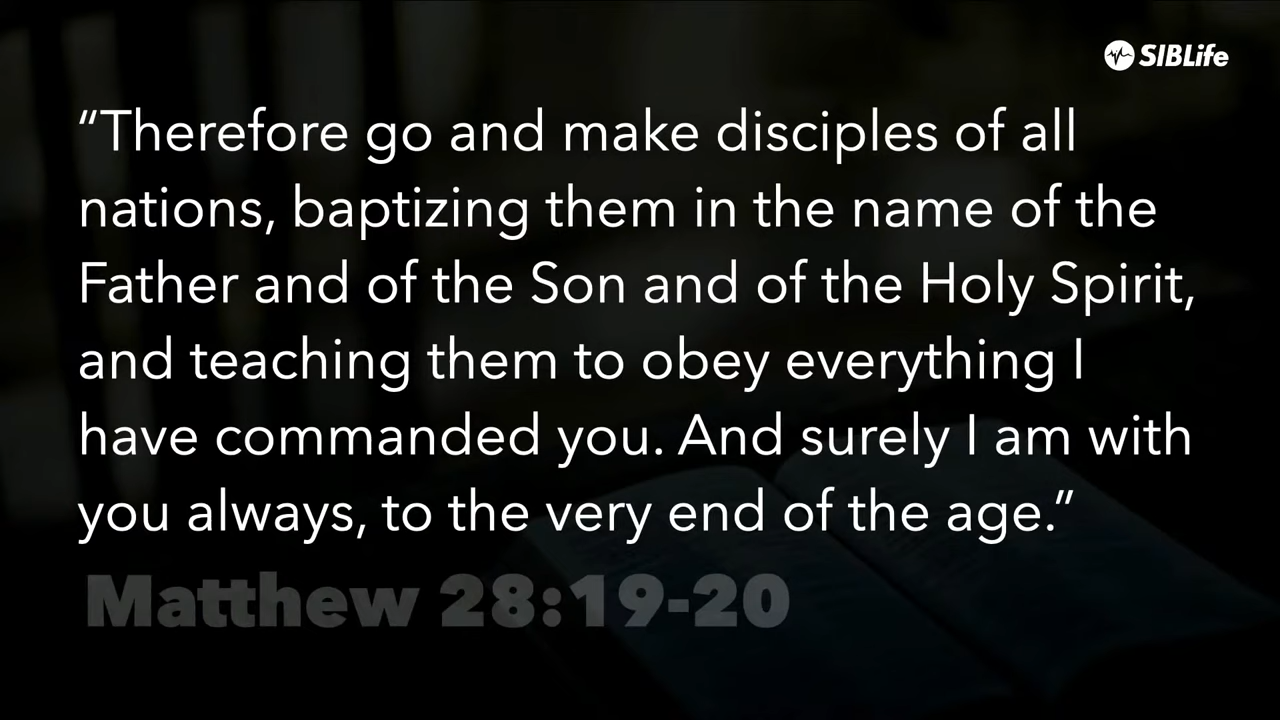 SIBLife
“Therefore go and make disciples of all
nations, baptizing them in the name of the
Father and of the Son and of the Holy Spirit,
and teaching them to obey everything I
have commanded you. And surely I am with
you always, to the very end of the age.”
Matthew 28:19-20